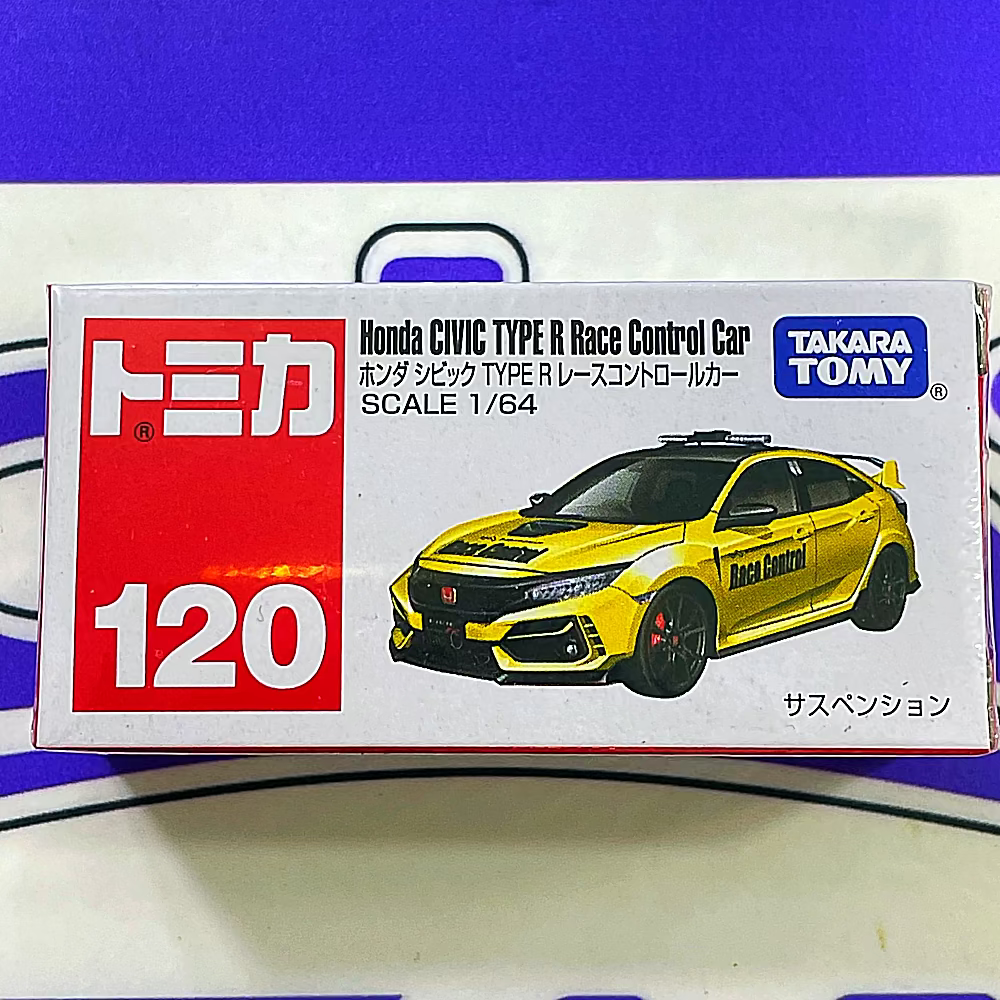 トミカ
®
120
Honda CIVIC TYPE R Race Control Car
ホンダ シビック TYPE R レースコントロールカー
SCALE 1/64
TAKARA
TOMY
®
Race Control
Race Control
サスペンション